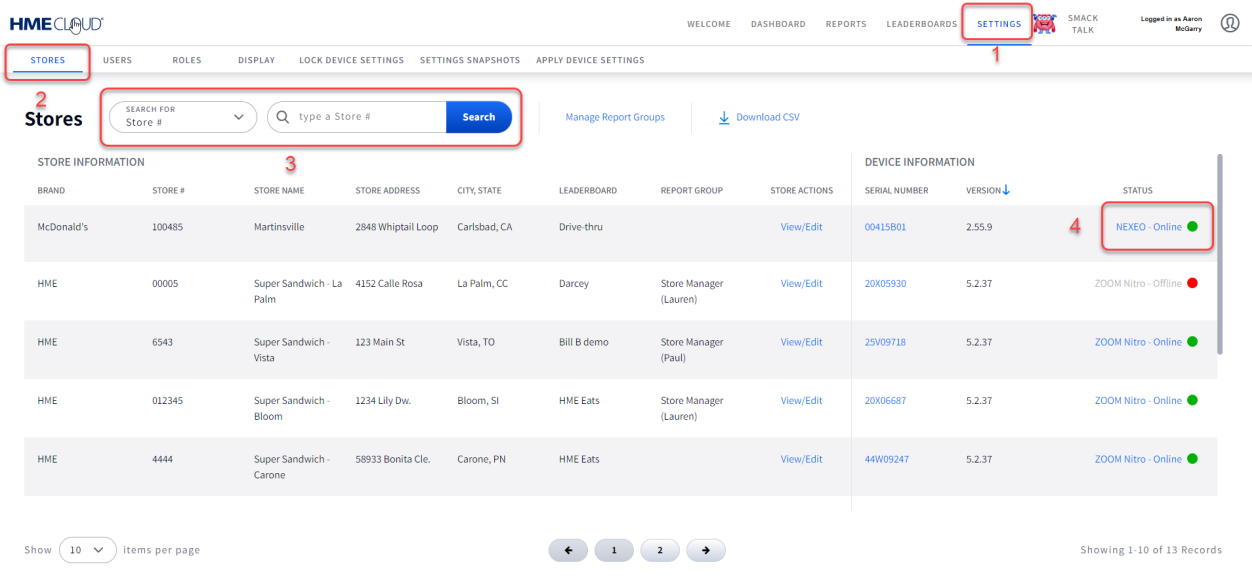 HMECLOUD®
WELCOME DASHBOARD REPORTS LEADERBOARDS SETTINGS SMACK TALK Logged in as Aaron McGarry
1
STORES USERS ROLES DISPLAY LOCK DEVICE SETTINGS SETTINGS SNAPSHOTS APPLY DEVICE SETTINGS
2
Stores SEARCH FOR Store # type a Store # Search Manage Report Groups Download CSV
3
STORE INFORMATION DEVICE INFORMATION
BRAND STORE # STORE NAME STORE ADDRESS CITY, STATE LEADERBOARD REPORT GROUP STORE ACTIONS SERIAL NUMBER VERSION STATUS
McDonald's 100485 Martinsville 2848 Whiptail Loop Carlsbad, CA Drive-thru View/Edit 00415B01 2.55.9 4 NEXEO - Online
HME 00005 Super Sandwich - La Palm 4152 Calle Rosa La Palm, CC Darcey Store Manager (Lauren) View/Edit 20X05930 5.2.37 ZOOM Nitro - Offline
HME 6543 Super Sandwich - Vista 123 Main St Vista, TO Bill B demo Store Manager (Paul) View/Edit 25V09718 5.2.37 ZOOM Nitro - Online
HME 012345 Super Sandwich - Bloom 1234 Lily Dw. Bloom, SI HME Eats Store Manager (Lauren) View/Edit 20X06687 5.2.37 ZOOM Nitro - Online
HME 4444 Super Sandwich - Carone 58933 Bonita Cle. Carone, PN HME Eats View/Edit 44W09247 5.2.37 ZOOM Nitro - Online
Show 10 items per page 1 2 Showing 1-10 of 13 Records